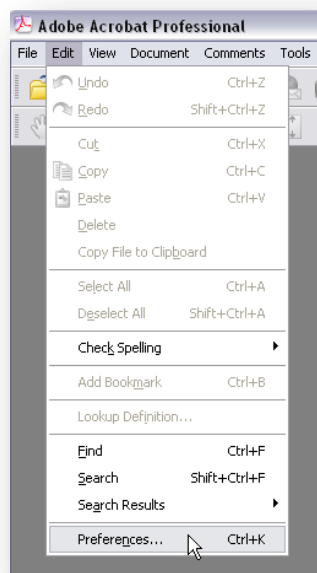 Adobe Acrobat Professional
File Edit View Document Comments Tools
Undo Ctrl+Z
Redo Shift+Ctrl+Z
Cut Ctrl+X
Copy Ctrl+C
Paste Ctrl+V
Delete
Copy File to Clipboard
Select All Ctrl+A
Deselect All Shift+Ctrl+A
Check Spelling
Add Bookmark Ctrl+B
Lookup Definition...
Find Ctrl+F
Search Shift+Ctrl+F
Search Results
Preferences... Ctrl+K